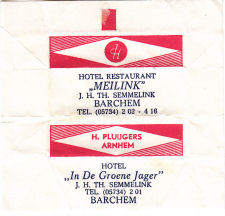 H
HOTEL RESTAURANT
„MEILINK”
J. H. TH. SEMMELINK
BARCHEM
TEL. (05734) 2 02 - 4 16
H. PLUIJGERS
ARNHEM
HOTEL
„In De Groene Jager”
J. H. TH. SEMMELINK
TEL. (05734) 2 01
BARCHEM